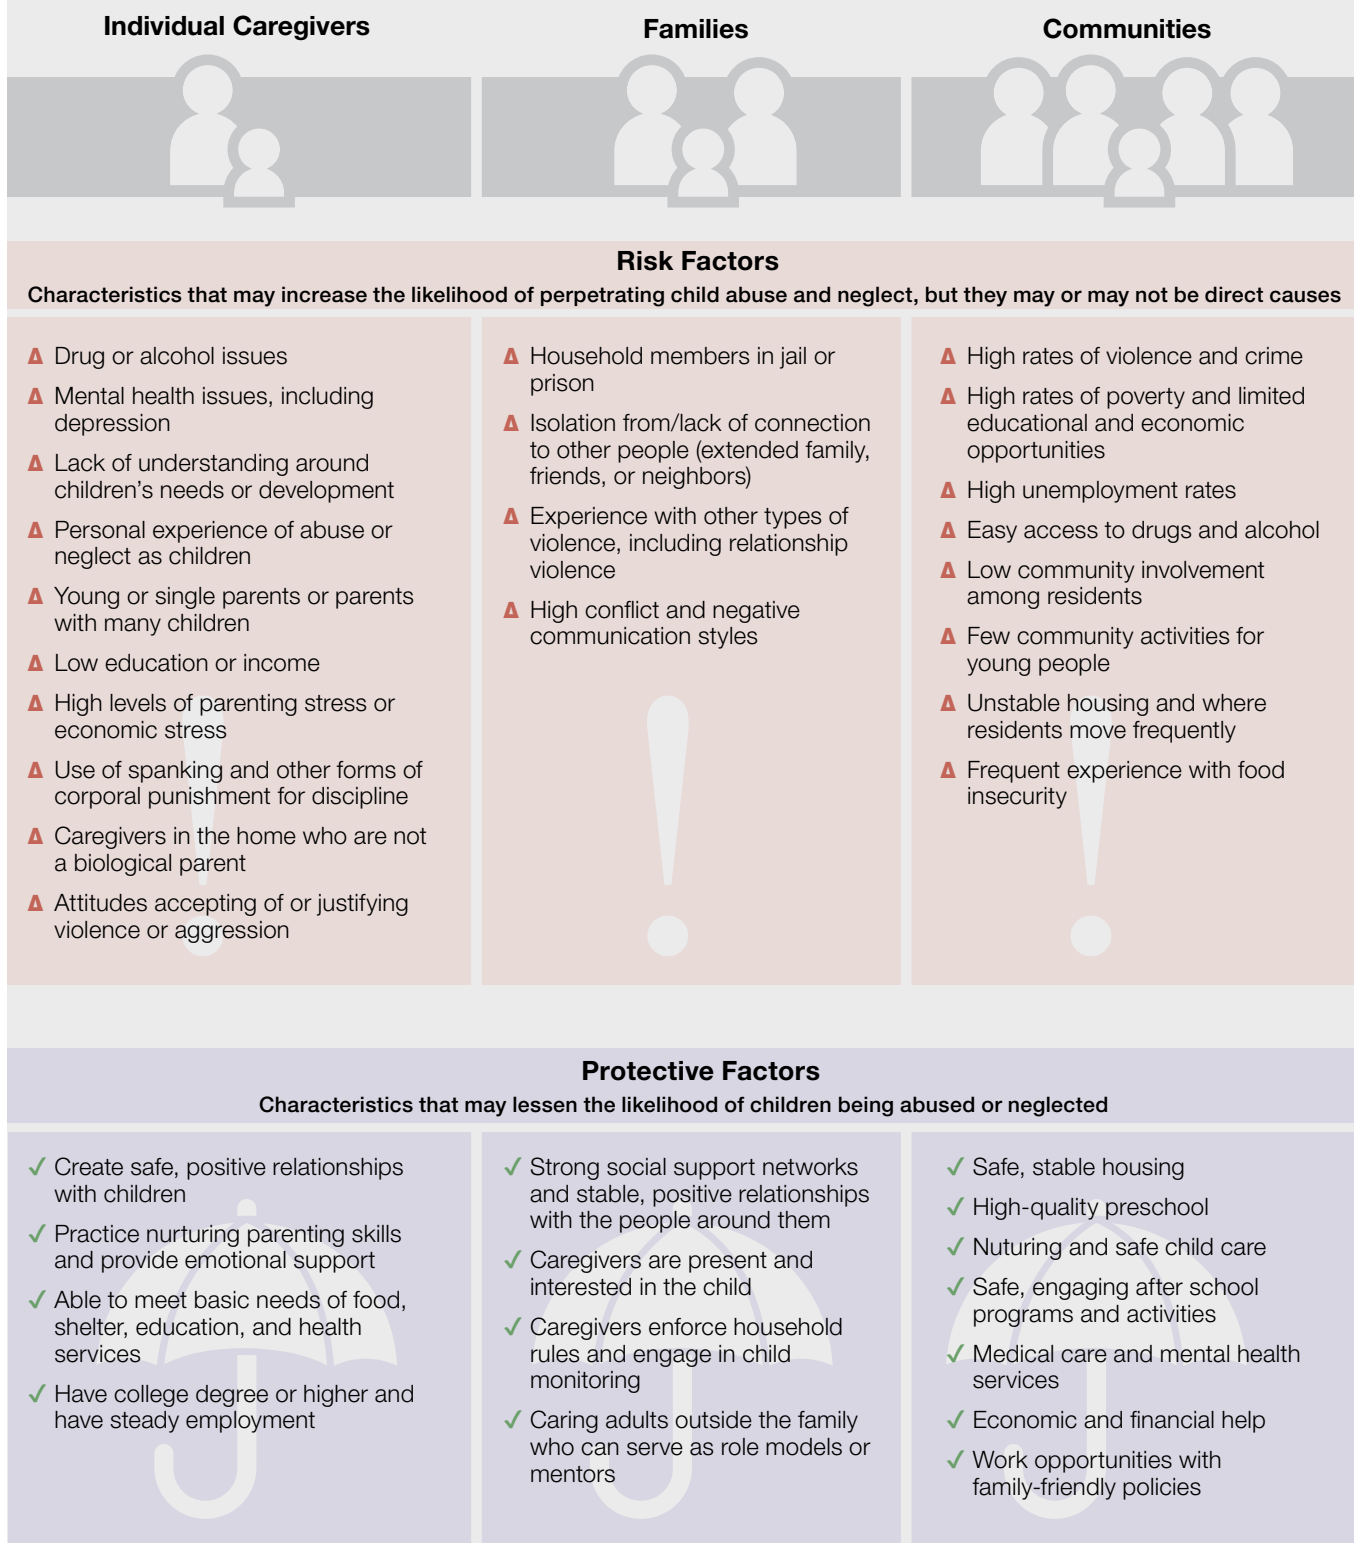 Individual Caregivers
Families
Communities
Risk Factors
Characteristics that may increase the likelihood of perpetrating child abuse and neglect, but they may or may not be direct causes
Drug or alcohol issues
Mental health issues, including
depression
Lack of understanding around
children’s needs or development
Personal experience of abuse or
neglect as children
Young or single parents or parents
with many children
Low education or income
High levels of parenting stress or
economic stress
Use of spanking and other forms of
corporal punishment for discipline
Caregivers in the home who are not
a biological parent
Attitudes accepting of or justifying
violence or aggression
Household members in jail or
prison
Isolation from/lack of connection
to other people (extended family,
friends, or neighbors)
Experience with other types of
violence, including relationship
violence
High conflict and negative
communication styles
High rates of violence and crime
High rates of poverty and limited
educational and economic
opportunities
High unemployment rates
Easy access to drugs and alcohol
Low community involvement
among residents
Few community activities for
young people
Unstable housing and where
residents move frequently
Frequent experience with food
insecurity
Protective Factors
Characteristics that may lessen the likelihood of children being abused or neglected
✓ Create safe, positive relationships
with children
✓ Practice nurturing parenting skills
and provide emotional support
✓ Able to meet basic needs of food,
shelter, education, and health
services
✓ Have college degree or higher and
have steady employment
✓ Strong social support networks
and stable, positive relationships
with the people around them
✓ Caregivers are present and
interested in the child
✓ Caregivers enforce household
rules and engage in child
monitoring
✓ Caring adults outside the family
who can serve as role models or
mentors
✓ Safe, stable housing
✓ High-quality preschool
✓ Nuturing and safe child care
✓ Safe, engaging after school
programs and activities
✓ Medical care and mental health
services
✓ Economic and financial help
✓ Work opportunities with
family-friendly policies